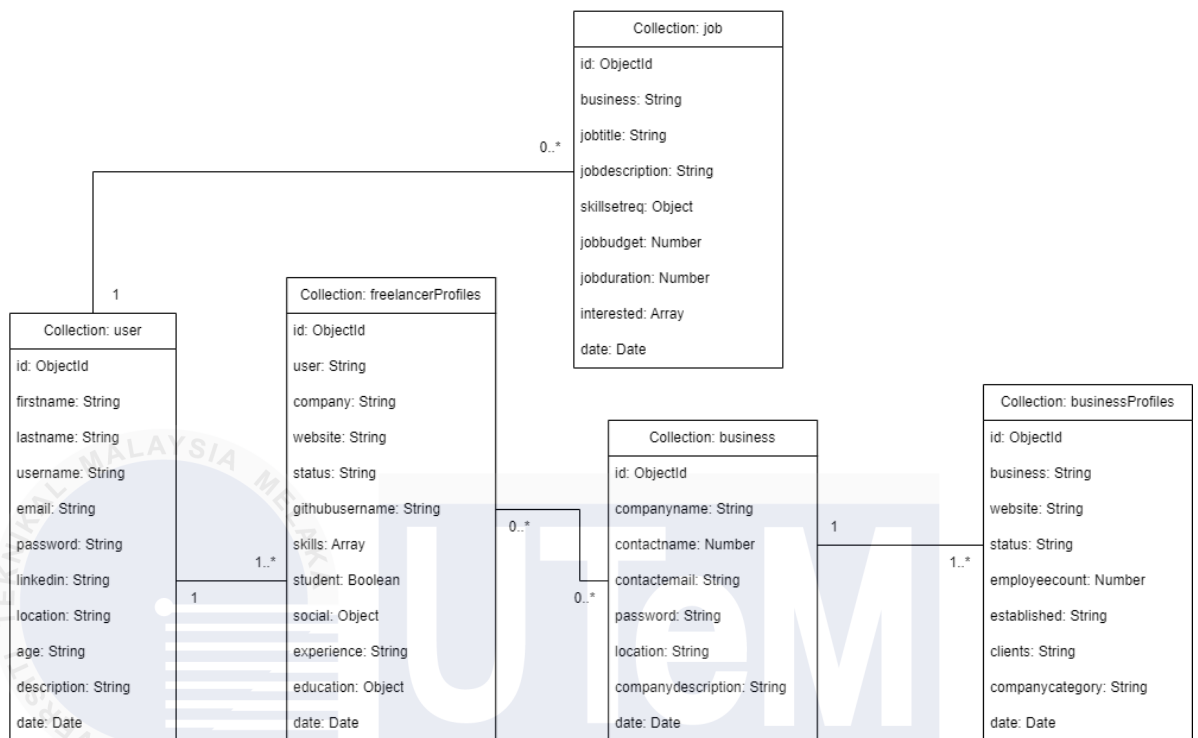 Collection: job
id: ObjectId
business: String
jobtitle: String
0..*
jobdescription: String
skillsetreq: Object
jobbudget: Number
jobduration: Number
interested: Array
date: Date
1
Collection: user
id: ObjectId
firstname: String
lastname: String
username: String
email: String
password: String
linkedin: String
location: String
age: String
description: String
date: Date
1..*
1
Collection: freelancerProfiles
id: ObjectId
user: String
company: String
website: String
status: String
githubusername: String
skills: Array
student: Boolean
social: Object
experience: String
education: Object
date: Date
0..*
0..*
Collection: business
id: ObjectId
companyname: String
contactname: Number
contactemail: String
password: String
location: String
companydescription: String
date: Date
1
1..*
Collection: businessProfiles
id: ObjectId
business: String
website: String
status: String
employeecount: Number
established: String
clients: String
companycategory: String
date: Date
UTeM
TEKNIKAL MALAYSIA MELAKA